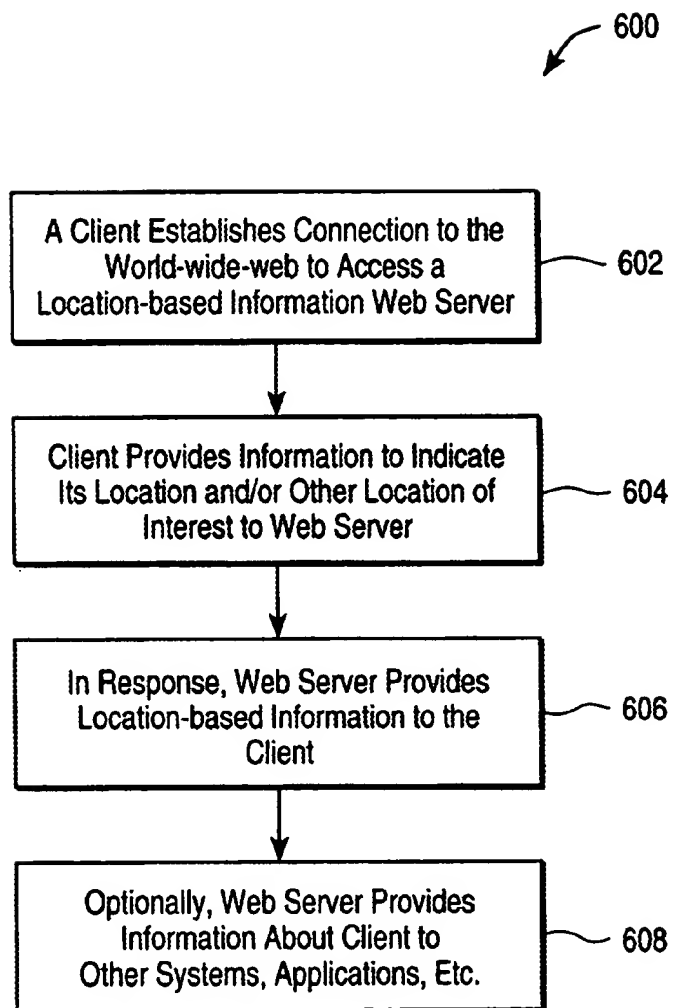 600
A Client Establishes Connection to the
World-wide-web to Access a
Location-based Information Web Server
602
Client Provides Information to Indicate
Its Location and/or Other Location of
Interest to Web Server
604
In Response, Web Server Provides
Location-based Information to the
Client
606
Optionally, Web Server Provides
Information About Client to
Other Systems, Applications, Etc.
608